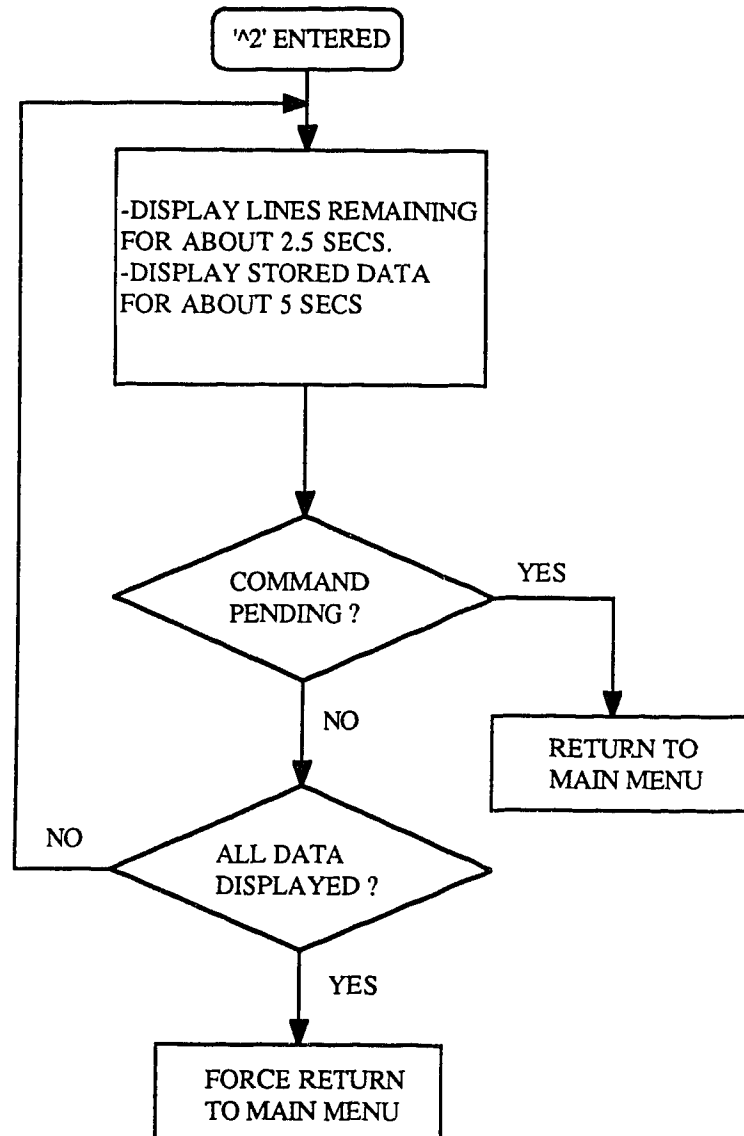 '^2' ENTERED
-DISPLAY LINES REMAINING
FOR ABOUT 2.5 SECS.
-DISPLAY STORED DATA
FOR ABOUT 5 SECS
COMMAND
PENDING ?
YES
NO
RETURN TO
MAIN MENU
NO
ALL DATA
DISPLAYED ?
YES
FORCE RETURN
TO MAIN MENU